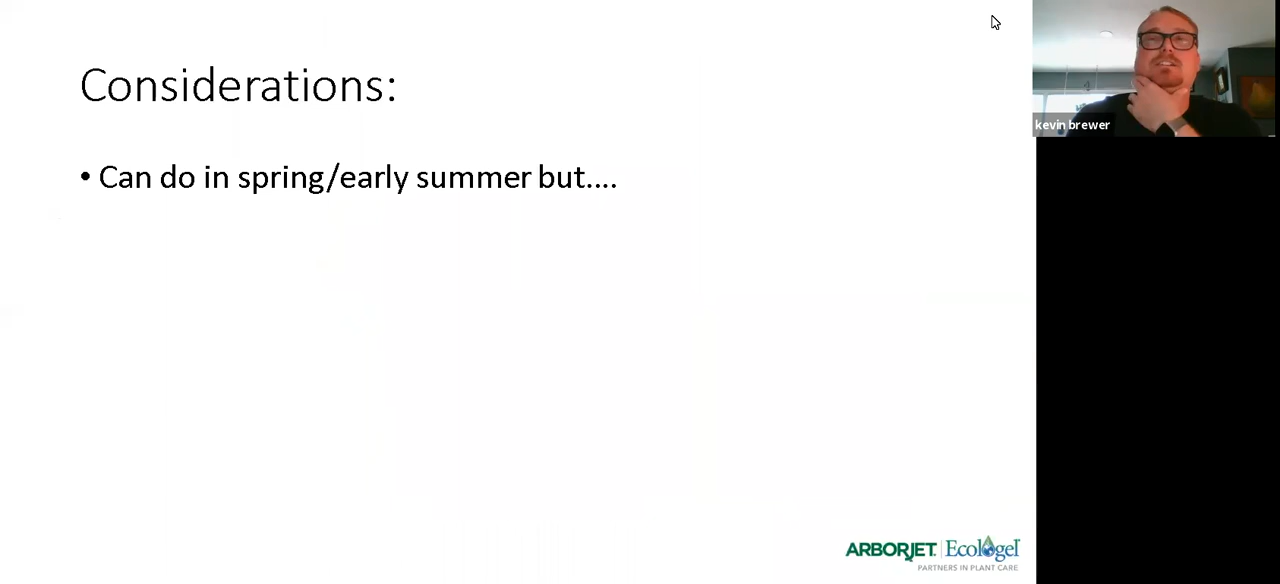 Considerations:
• Can do in spring/early summer but....
kevin brewer
ARBORJET | Ecologel
PARTNERS IN PLANT CARE